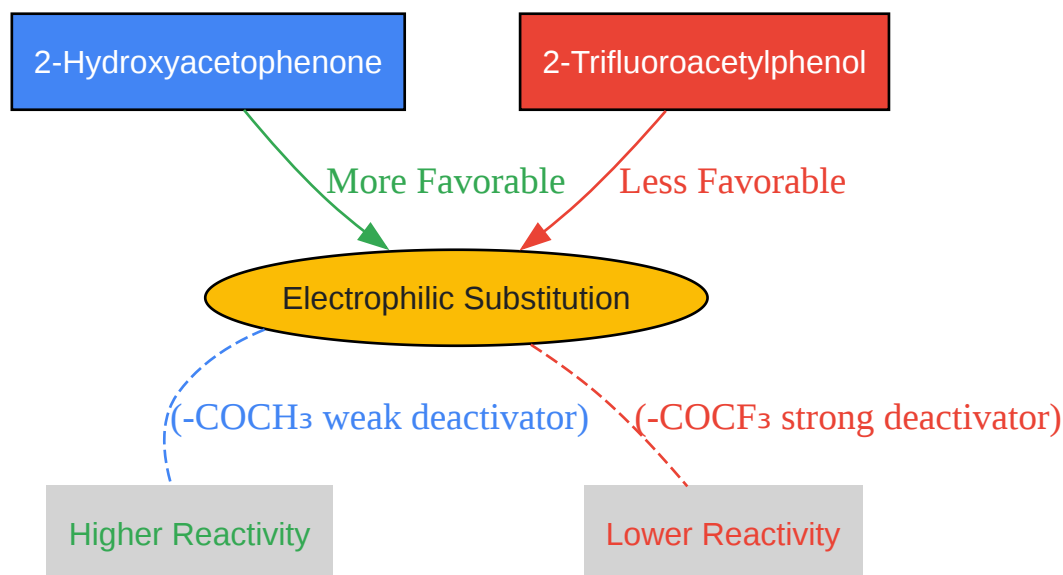 2-Hydroxyacetophenone
2-Trifluoroacetylphenol
More Favorable
Less Favorable
Electrophilic Substitution
(-COCH₃ weak deactivator)
(-COCF₃ strong deactivator)
Higher Reactivity
Lower Reactivity